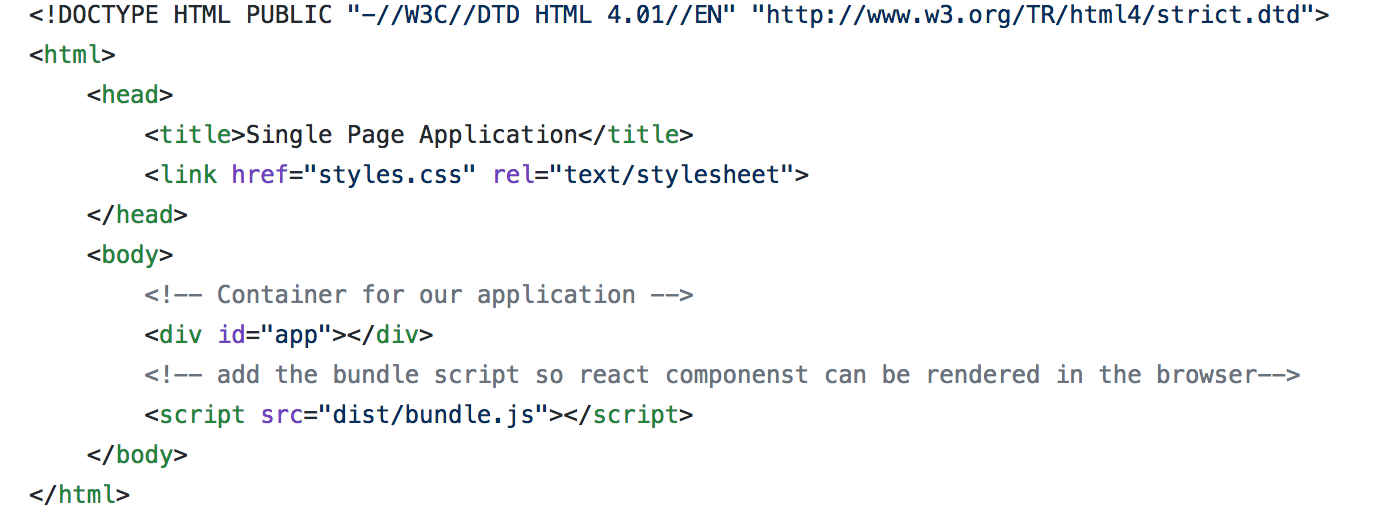 <!DOCTYPE HTML PUBLIC "-//W3C//DTD HTML 4.01//EN" "http://www.w3.org/TR/html4/strict.dtd">
<html>
    <head>
        <title>Single Page Application</title>
        <link href="styles.css" rel="text/stylesheet">
    </head>
    <body>
        <!-- Container for our application -->
        <div id="app"></div>
        <!-- add the bundle script so react componenst can be rendered in the browser-->
        <script src="dist/bundle.js"></script>
    </body>
</html>